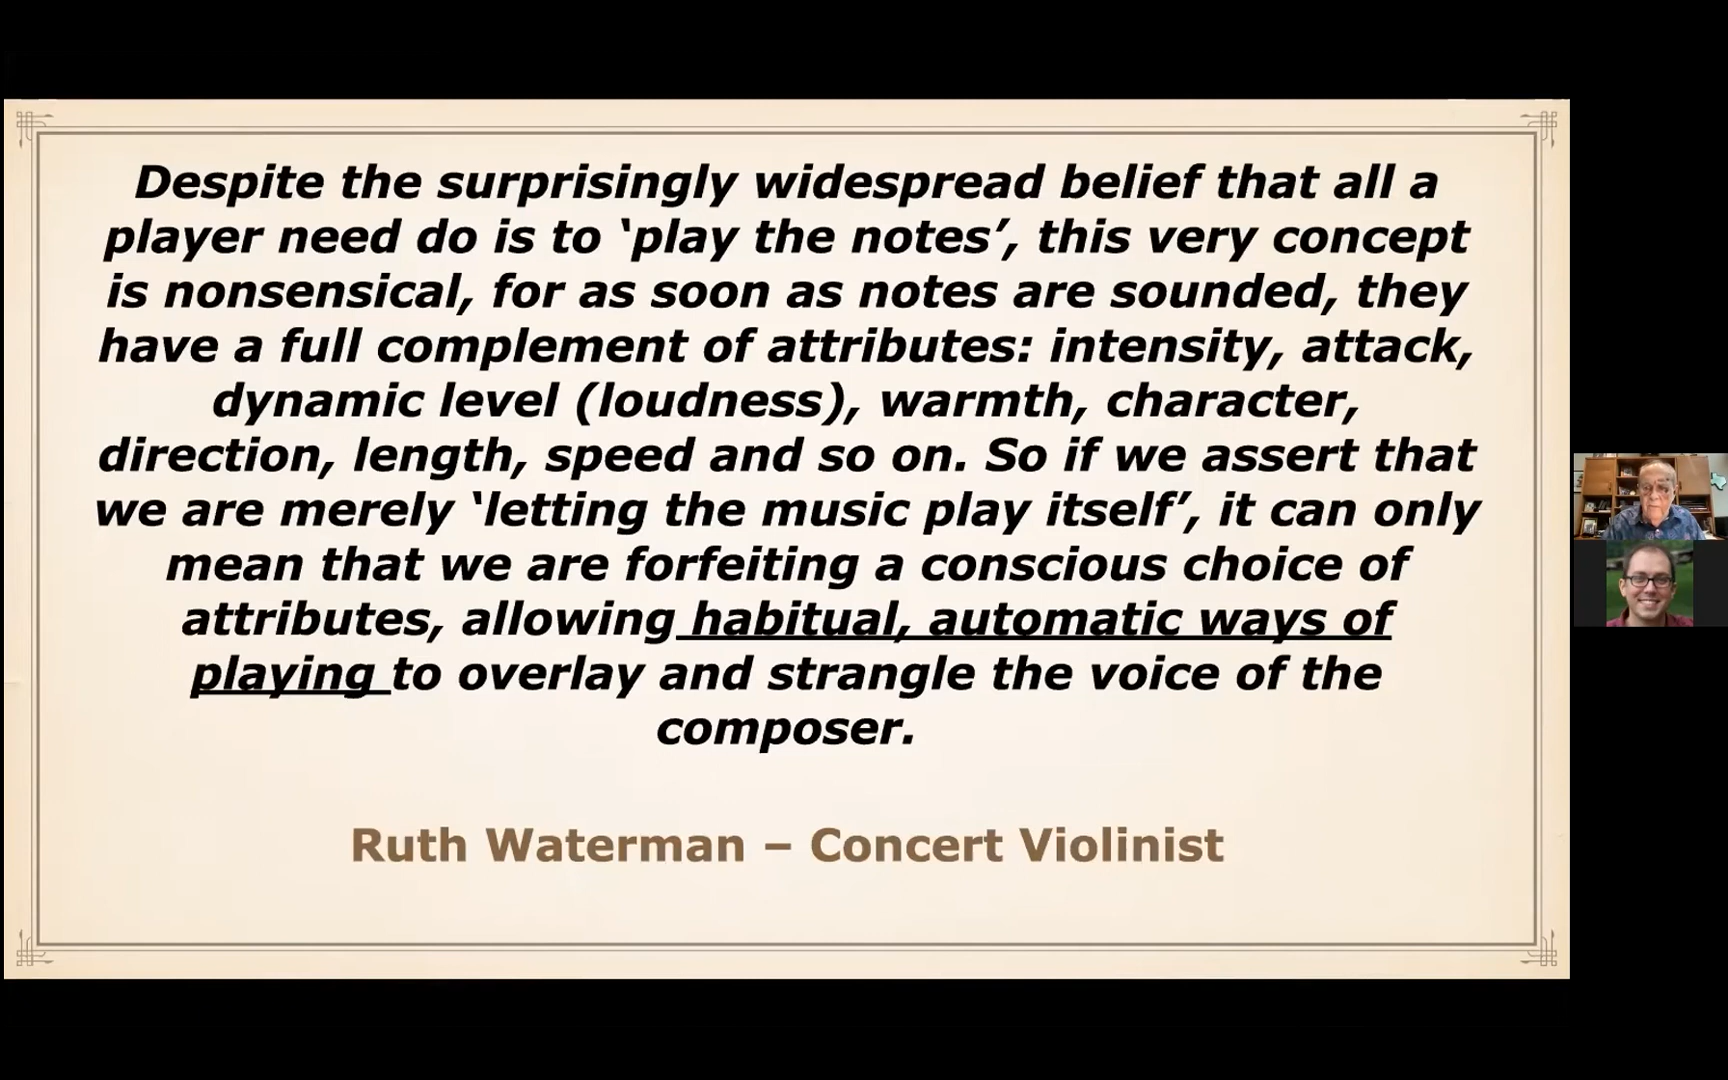 Despite the surprisingly widespread belief that all a
player need do is to ‘play the notes’, this very concept
is nonsensical, for as soon as notes are sounded, they
have a full complement of attributes: intensity, attack,
dynamic level (loudness), warmth, character,
direction, length, speed and so on. So if we assert that
we are merely ‘letting the music play itself’, it can only
mean that we are forfeiting a conscious choice of
attributes, allowing habitual, automatic ways of
playing to overlay and strangle the voice of the
composer.
Ruth Waterman – Concert Violinist